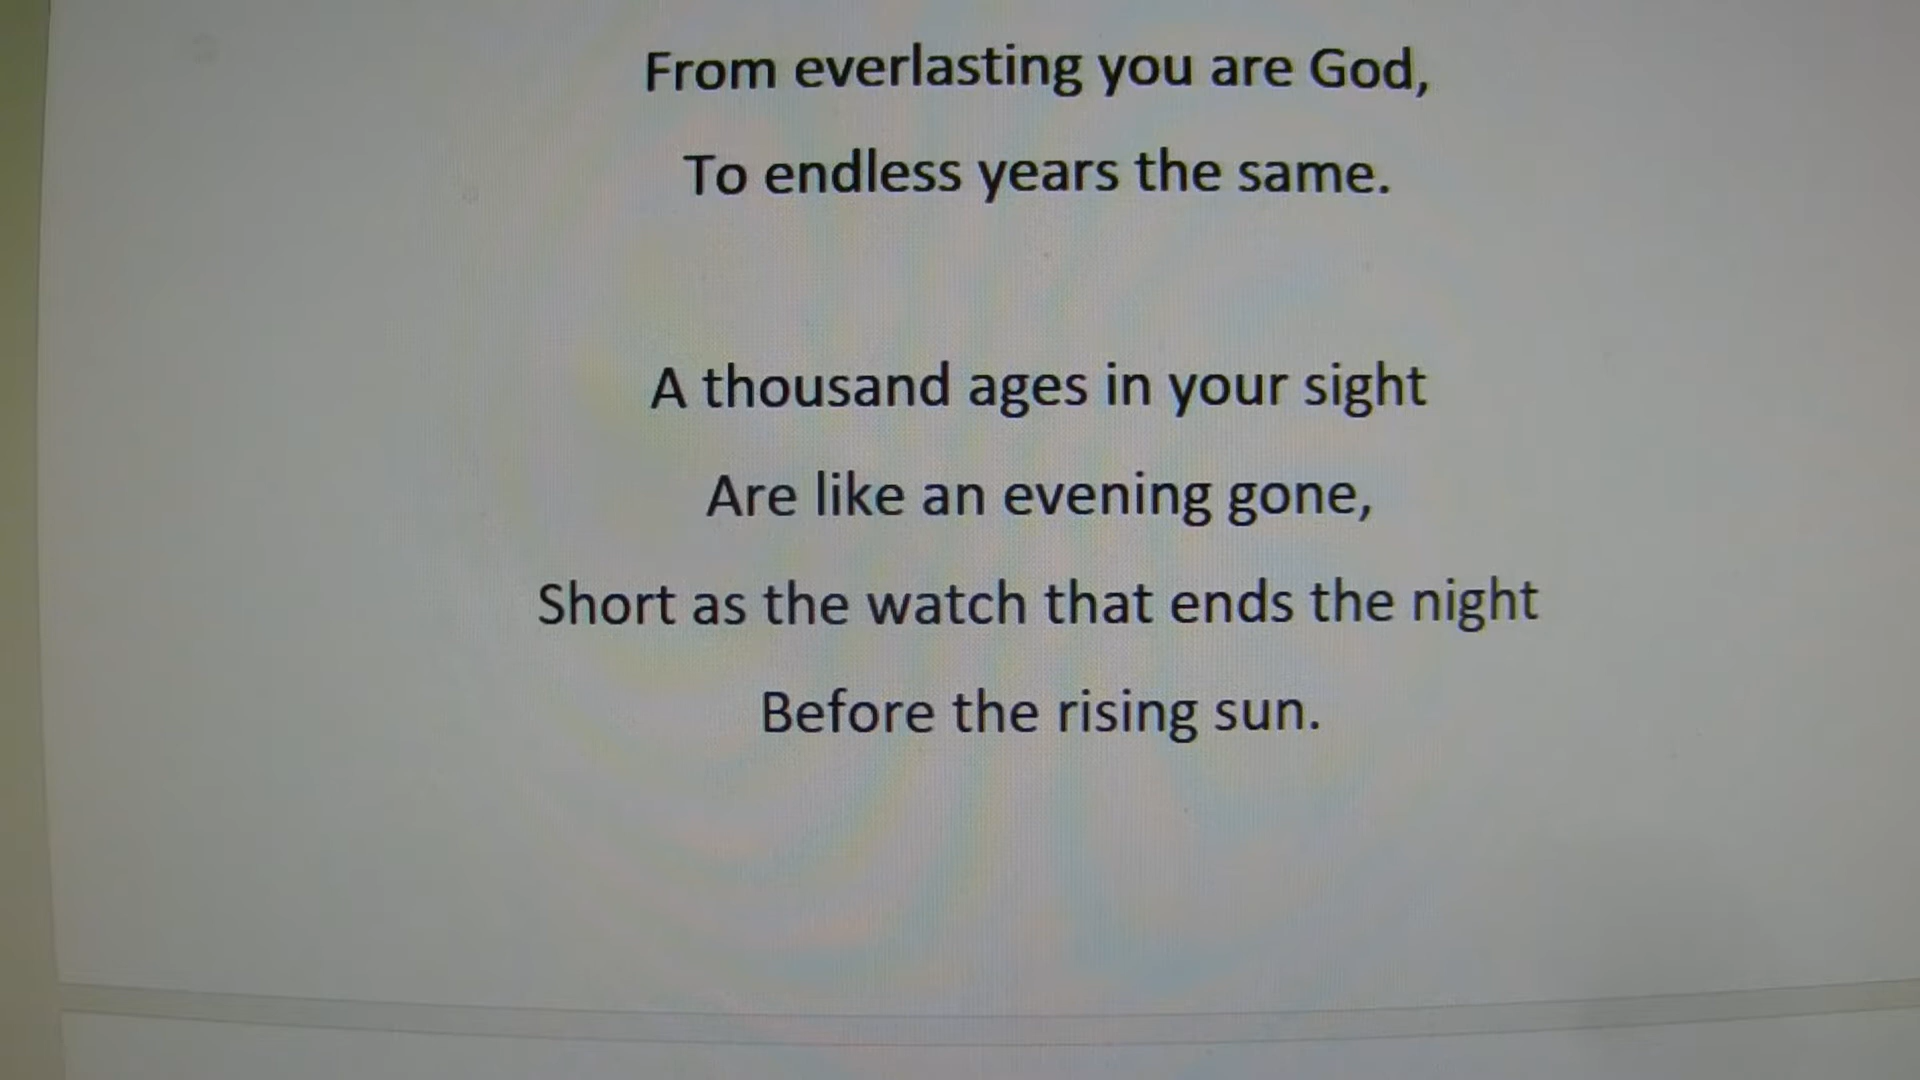 From everlasting you are God,
To endless years the same.
A thousand ages in your sight
Are like an evening gone,
Short as the watch that ends the night
Before the rising sun.